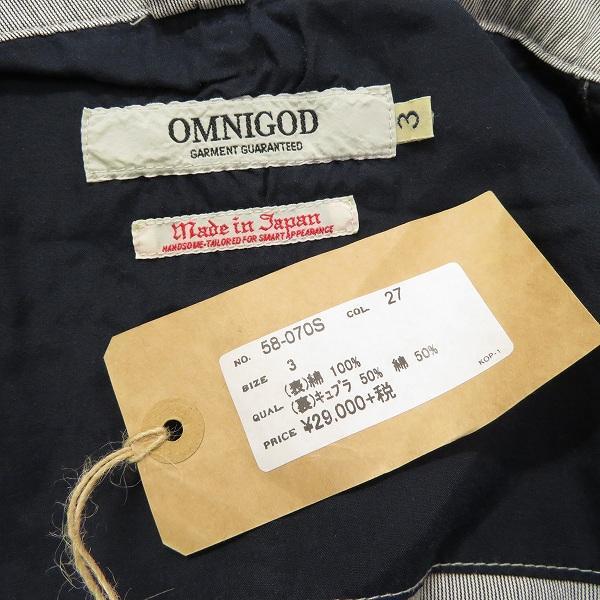 OMNIGOD
GARMENT GUARANTEED
3
Made in Japan
HANDSOME-TAILORED FOR SMART APPEARANCE
NO. 58-070S COL 27
SIZE 3
QUAL (表)綿 100%
(裏)キュプラ 50% 綿 50%
PRICE ¥29,000+税
KOP-1